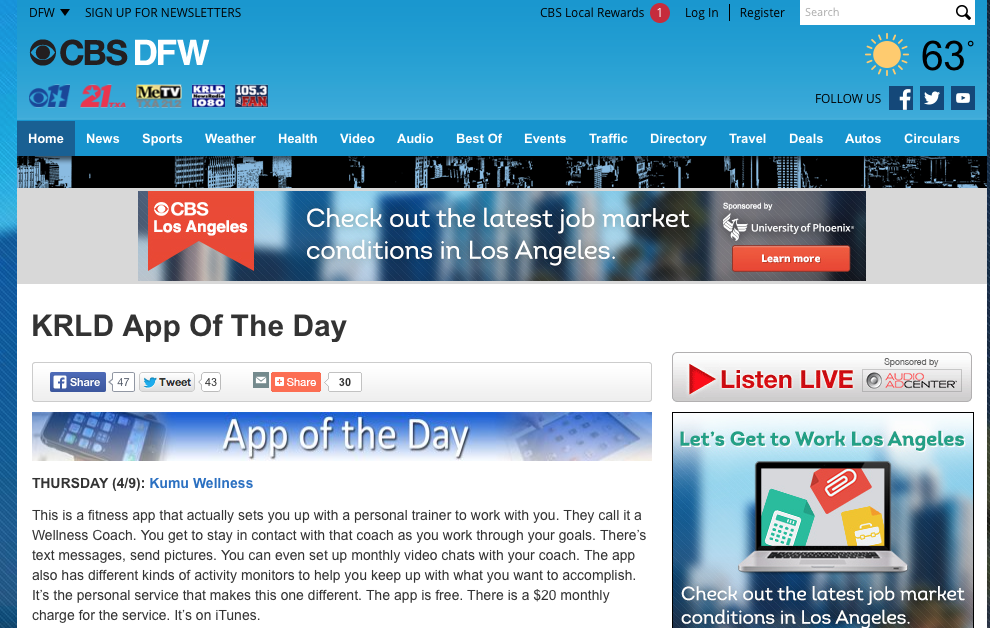 DFW SIGN UP FOR NEWSLETTERS CBS Local Rewards 1 Log In Register Search
CBS DFW 63°
11 21 MeTV KRLD NewsRadio 1080 105.3 FAN FOLLOW US
Home News Sports Weather Health Video Audio Best Of Events Traffic Directory Travel Deals Autos Circulars
CBS
Los Angeles
Check out the latest job market
conditions in Los Angeles.
Sponsored by
University of Phoenix
Learn more
KRLD App Of The Day
Share 47 Tweet 43 Share 30
App of the Day
THURSDAY (4/9): Kumu Wellness
This is a fitness app that actually sets you up with a personal trainer to work with you. They call it a
Wellness Coach. You get to stay in contact with that coach as you work through your goals. There's
text messages, send pictures. You can even set up monthly video chats with your coach. The app
also has different kinds of activity monitors to help you keep up with what you want to accomplish.
It's the personal service that makes this one different. The app is free. There is a $20 monthly
charge for the service. It's on iTunes.
Listen LIVE
Sponsored by
AUDIO
ADCENTER
Let's Get to Work Los Angeles
Check out the latest job market
conditions in Los Angeles.